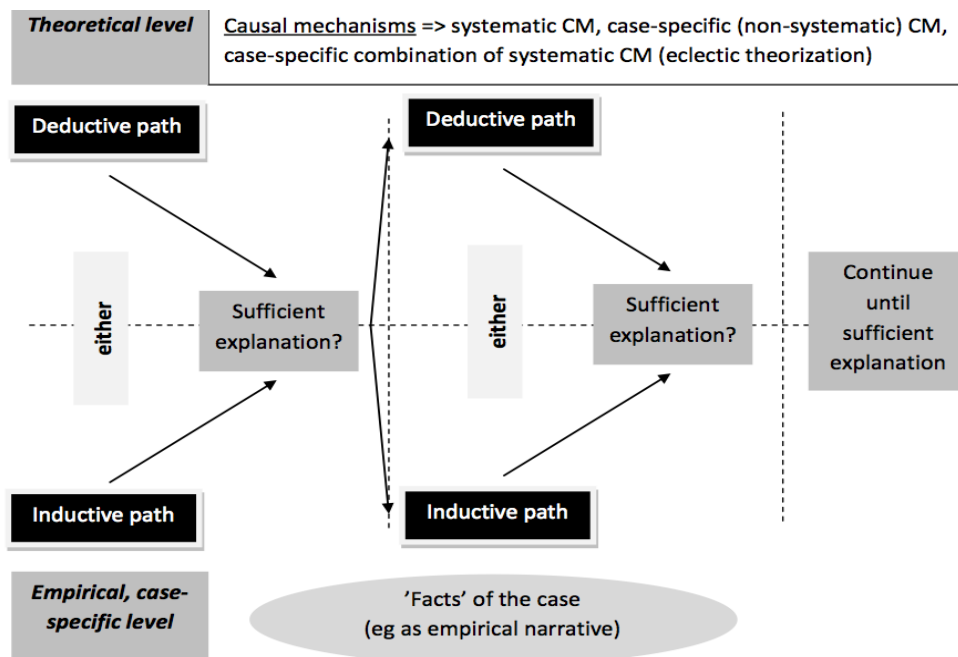 Theoretical level
Causal mechanisms => systematic CM, case-specific (non-systematic) CM,
case-specific combination of systematic CM (eclectic theorization)
Deductive path
Deductive path
either
Sufficient
explanation?
either
Sufficient
explanation?
Continue
until
sufficient
explanation
Inductive path
Inductive path
Empirical, case-
specific level
’Facts’ of the case
(eg as empirical narrative)